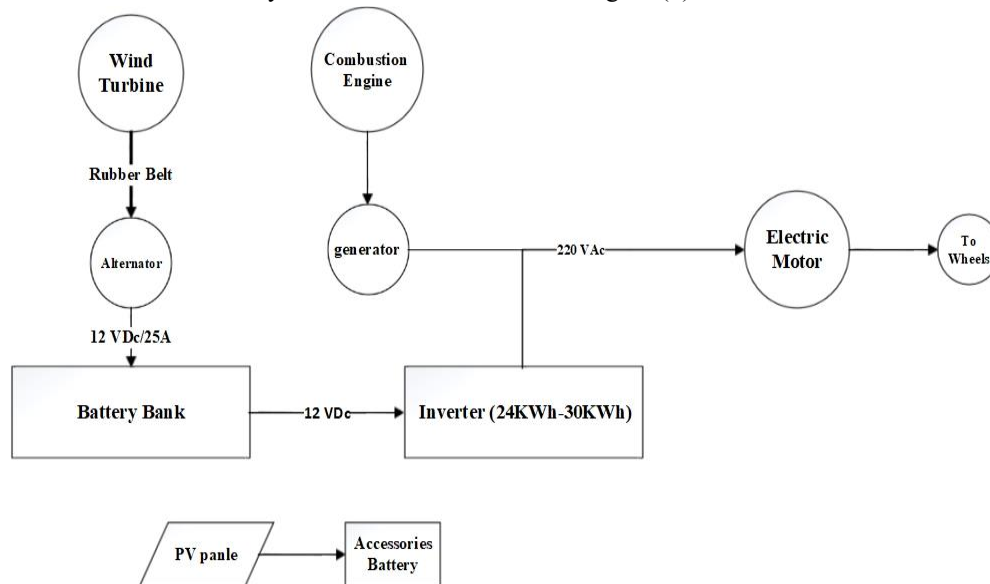 Wind
Turbine
Combustion
Engine
Rubber Belt
Alternator
generator
220 VAc
Electric
Motor
To
Wheels
12 VDc/25A
Battery Bank
12 VDc
Inverter (24KWh-30KWh)
PV panle
Accessories
Battery